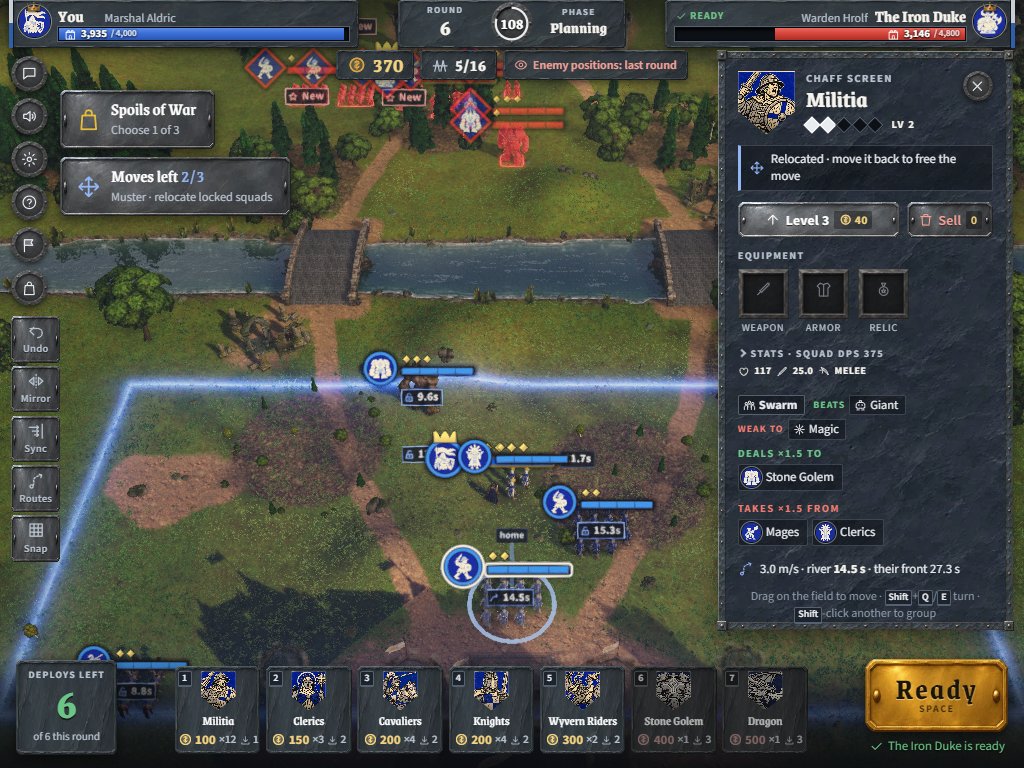 You Marshal Aldric
3,935 / 4,000
ROUND
6
108
PHASE
Planning
READY
Warden Hrolf The Iron Duke
3,146 / 4,800
370
5/16
Enemy positions: last round
New
New
Spoils of War
Choose 1 of 3
Moves left 2/3
Muster · relocate locked squads
Undo
Mirror
Sync
Routes
Snap
9.6s
1.7s
15.3s
home
14.5s
8.8s
CHAFF SCREEN
Militia
LV 2
Relocated · move it back to free the
move
Level 3 40
Sell 0
EQUIPMENT
WEAPON ARMOR RELIC
STATS · SQUAD DPS 375
117 25.0 MELEE
Swarm BEATS Giant
WEAK TO Magic
DEALS ×1.5 TO
Stone Golem
TAKES ×1.5 FROM
Mages Clerics
3.0 m/s · river 14.5 s · their front 27.3 s
Drag on the field to move · Shift + Q / E turn ·
Shift -click another to group
DEPLOYS LEFT
6
of 6 this round
1 Militia 100 ×12 1
2 Clerics 150 ×3 2
3 Cavaliers 200 ×4 2
4 Knights 200 ×4 2
5 Wyvern Riders 300 ×2 2
6 Stone Golem 400 ×1 3
7 Dragon 500 ×1 3
Ready
SPACE
The Iron Duke is ready